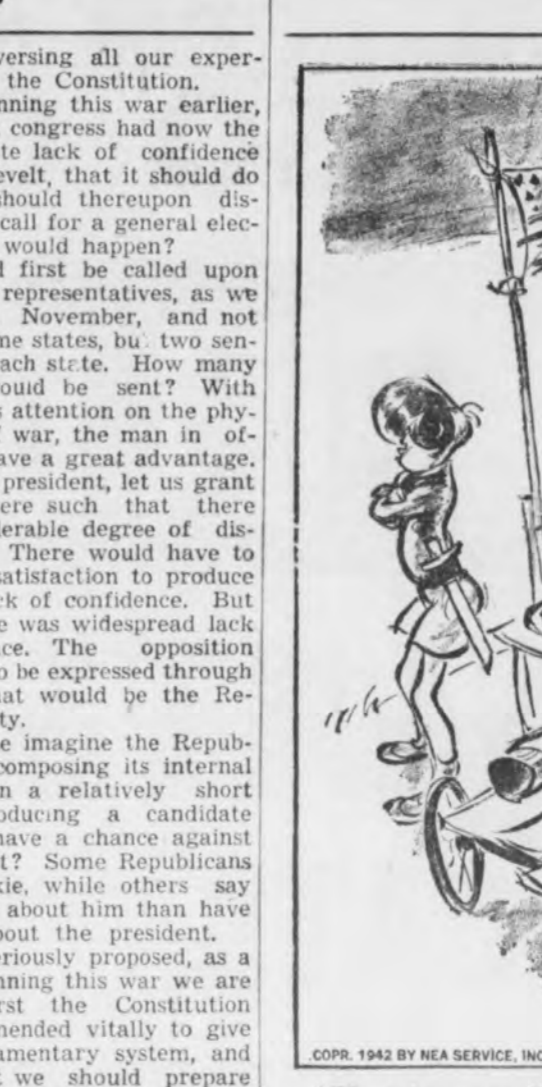 versing all our exper-
the Constitution.
nning this war earlier,
congress had now the
te lack of confidence
evelt, that it should do
should thereupon dis-
call for a general elec-
would happen?
l first be called upon
representatives, as we
November, and not
me states, bu two sen-
ach state. How many
ould be sent? With
s attention on the phy-
f war, the man in of-
ave a great advantage.
president, let us grant
ere such that there
derable degree of dis-
There would have to
satisfaction to produce
ck of confidence. But
e was widespread lack
ce. The opposition
o be expressed through
hat would be the Re-
ty.
e imagine the Repub-
composing its internal
n a relatively short
oducing a candidate
have a chance against
t? Some Republicans
kie, while others say
about him than have
bout the president.
eriously proposed, as a
nning this war we are
rst the Constitution
mended vitally to give
amentary system, and
we should prepare
COPR. 1942 BY NEA SERVICE, INC